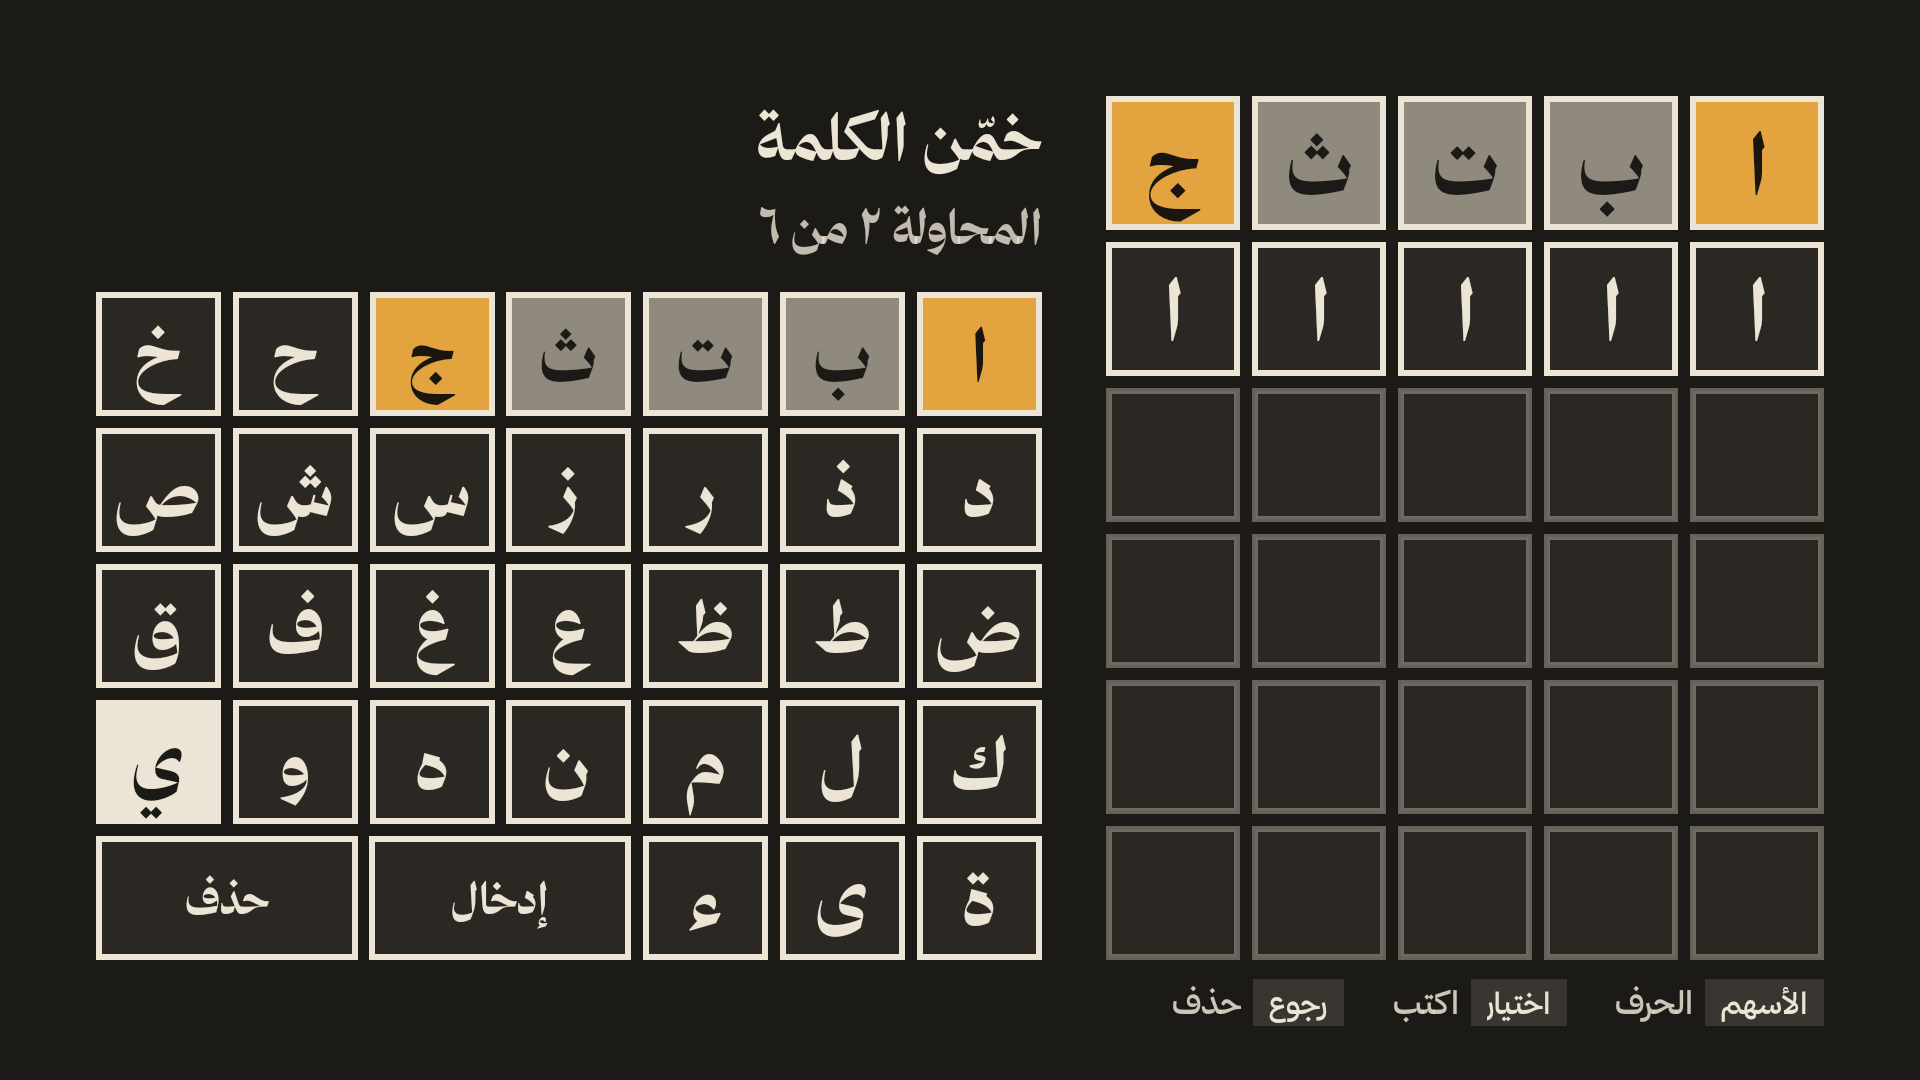 ا ب ت ث ج
ا ا ا ا ا
الأسهم الحرف اختيار اكتب رجوع حذف
خمّن الكلمة
المحاولة ٢ من ٦
ا ب ت ث ج ح خ
د ذ ر ز س ش ص
ض ط ظ ع غ ف ق
ك ل م ن ه و ي
ة ى ء إدخال حذف